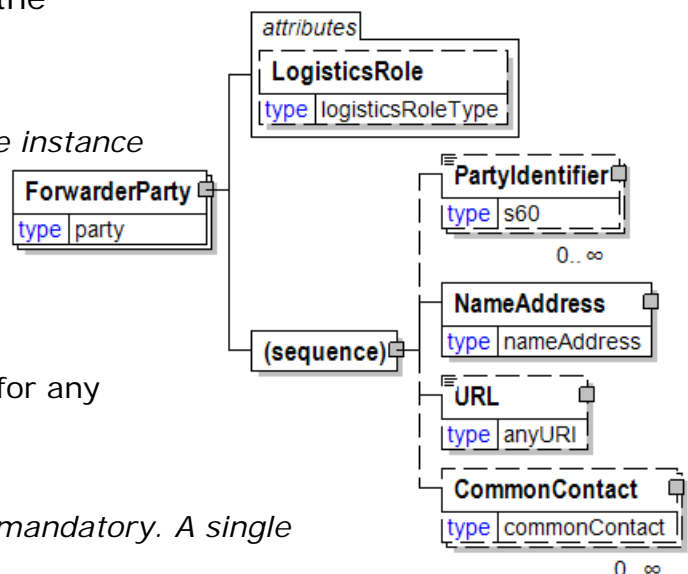 the
attributes
LogisticsRole
type logisticsRoleType
e instance
ForwarderParty
type party
PartyIdentifier
type s60
0.. ∞
NameAddress
type nameAddress
(sequence)
for any
URL
type anyURI
CommonContact
type commonContact
mandatory. A single
0.. ∞